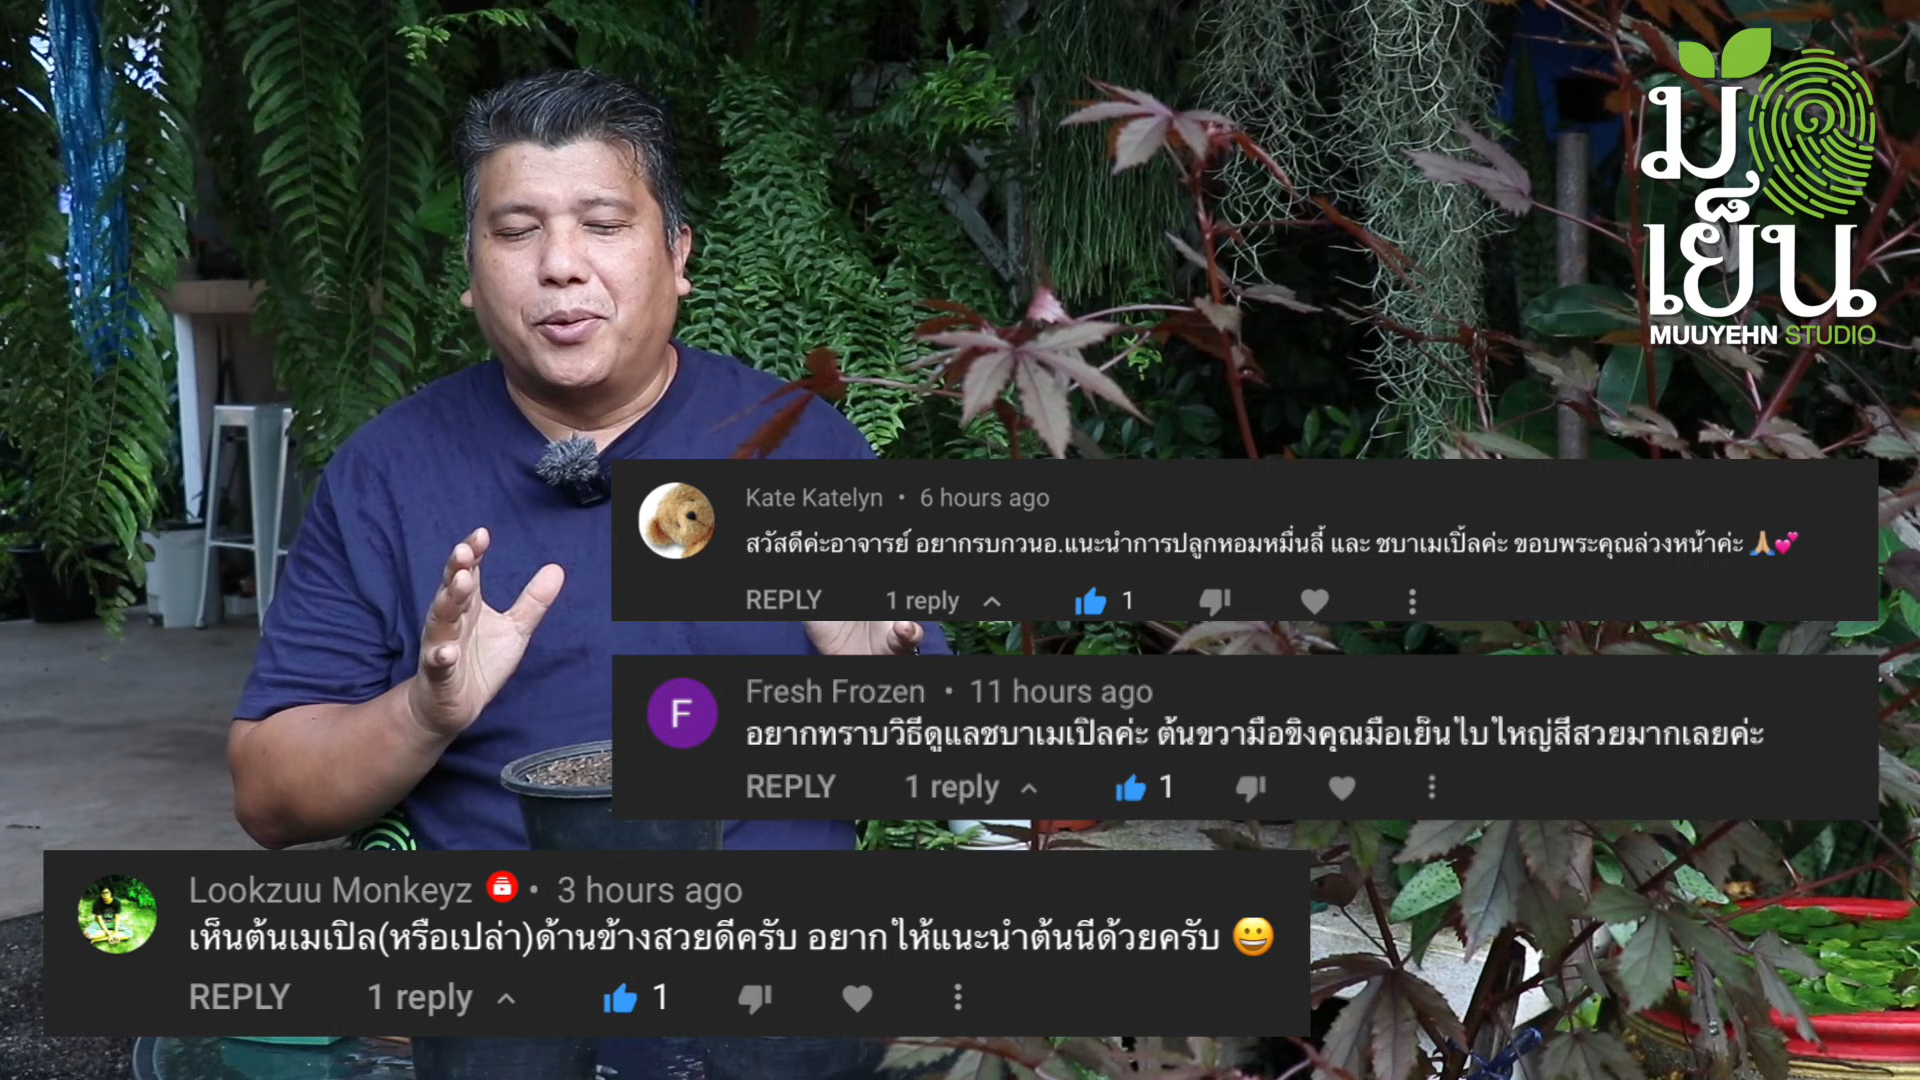 มือ
เย็น
MUUYEHN STUDIO
Kate Katelyn • 6 hours ago
สวัสดีค่ะอาจารย์ อยากรบกวนอ.แนะนำการปลูกหอมหมื่นลี้ และ ชบาเมเปิ้ลค่ะ ขอบพระคุณล่วงหน้าค่ะ 🙏💕
REPLY 1 reply 1
F
Fresh Frozen • 11 hours ago
อยากทราบวิธีดูแลชบาเมเปิลค่ะ ต้นขวามือขิงคุณมือเย็นใบใหญ่สีสวยมากเลยค่ะ
REPLY 1 reply 1
Lookzuu Monkeyz • 3 hours ago
เห็นต้นเมเปิล(หรือเปล่า)ด้านข้างสวยดีครับ อยากให้แนะนำต้นนี้ด้วยครับ 😀
REPLY 1 reply 1